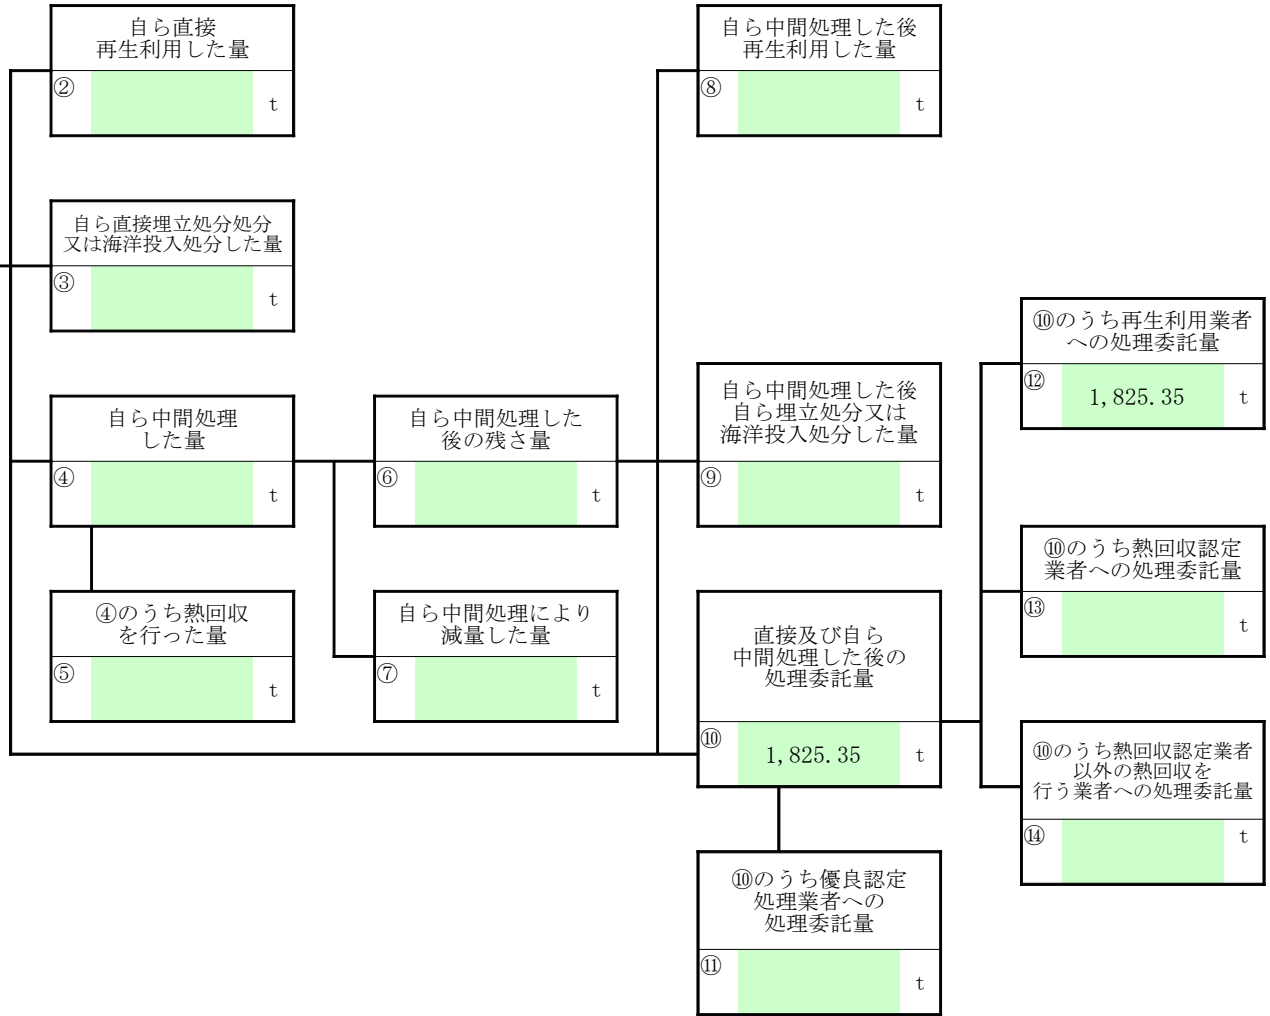 自ら直接
再生利用した量
②
t
自ら直接埋立処分処分
又は海洋投入処分した量
③
t
自ら中間処理
した量
④
t
④のうち熱回収
を行った量
⑤
t
自ら中間処理した
後の残さ量
⑥
t
自ら中間処理により
減量した量
⑦
t
自ら中間処理した後
再生利用した量
⑧
t
自ら中間処理した後
自ら埋立処分又は
海洋投入処分した量
⑨
t
直接及び自ら
中間処理した後の
処理委託量
⑩
1,825.35 t
⑩のうち優良認定
処理業者への
処理委託量
⑪
t
⑩のうち再生利用業者
への処理委託量
⑫
1,825.35 t
⑩のうち熱回収認定
業者への処理委託量
⑬
t
⑩のうち熱回収認定業者
以外の熱回収を
行う業者への処理委託量
⑭
t